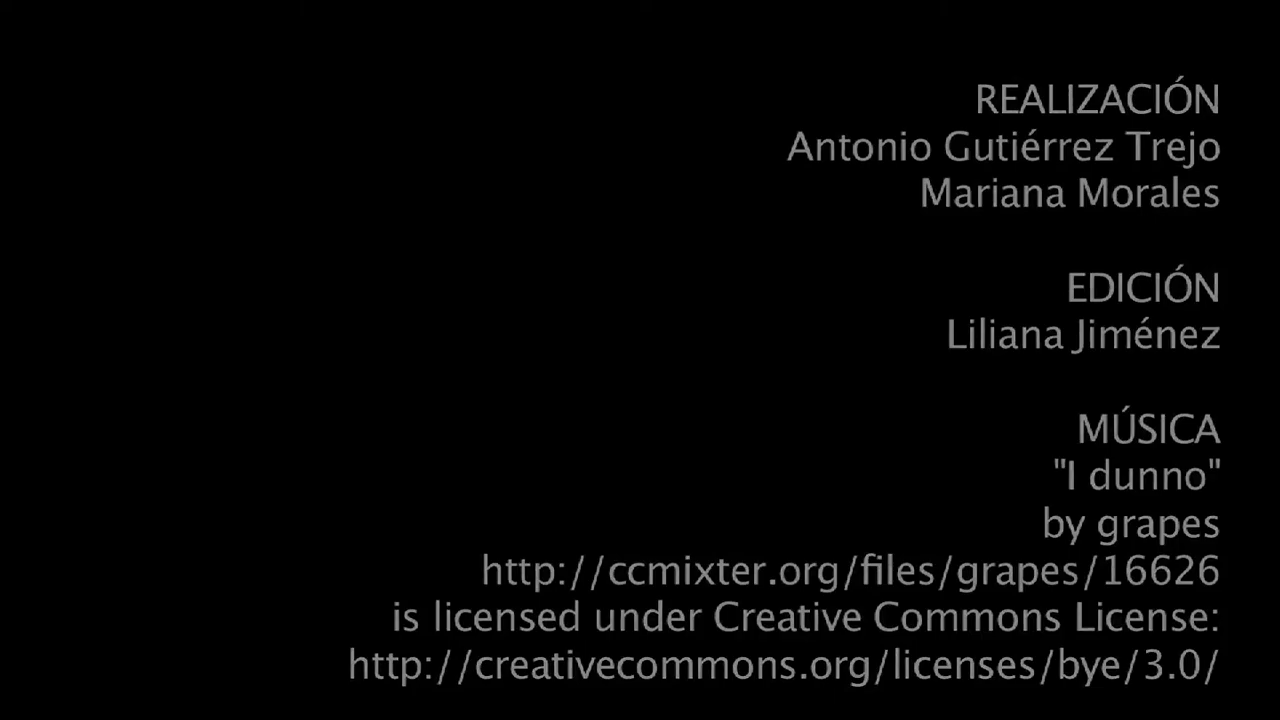 REALIZACIÓN
Antonio Gutiérrez Trejo
Mariana Morales
EDICIÓN
Liliana Jiménez
MÚSICA
"I dunno"
by grapes
http://ccmixter.org/files/grapes/16626
is licensed under Creative Commons License:
http://creativecommons.org/licenses/bye/3.0/